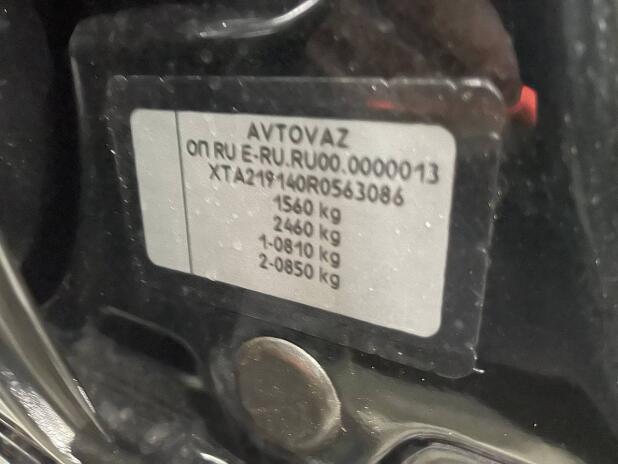 AVTOVAZ
ОП RU E-RU.RU00.0000013
XTA219140R0563086
1560 kg
2460 kg
1-0810 kg
2-0850 kg